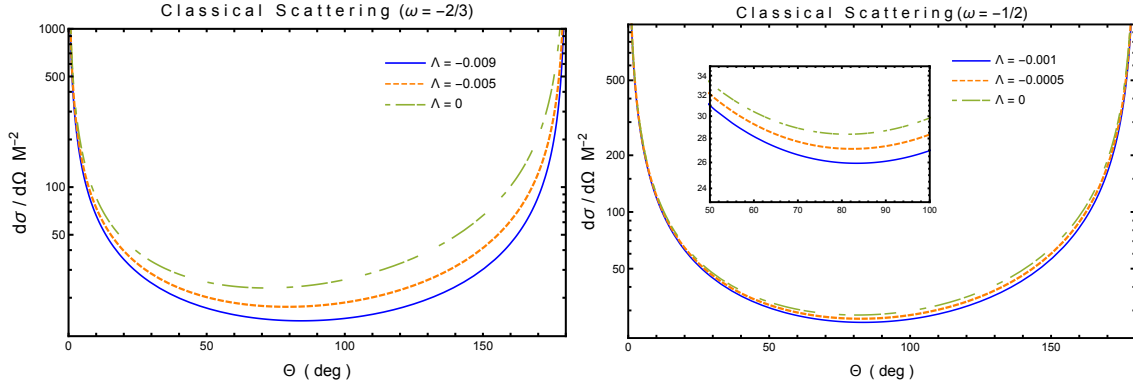 Classical Scattering (ω = −2/3)
1000
500
100
50
0
50
100
150
Λ = −0.009
Λ = −0.005
Λ = 0
dσ / dΩ M⁻²
Θ ( deg )
Classical Scattering (ω = −1/2)
500
200
100
50
0
50
100
150
Λ = −0.001
Λ = −0.0005
Λ = 0
34
32
30
28
26
24
50
60
70
80
90
100
dσ / dΩ M⁻²
Θ ( deg )